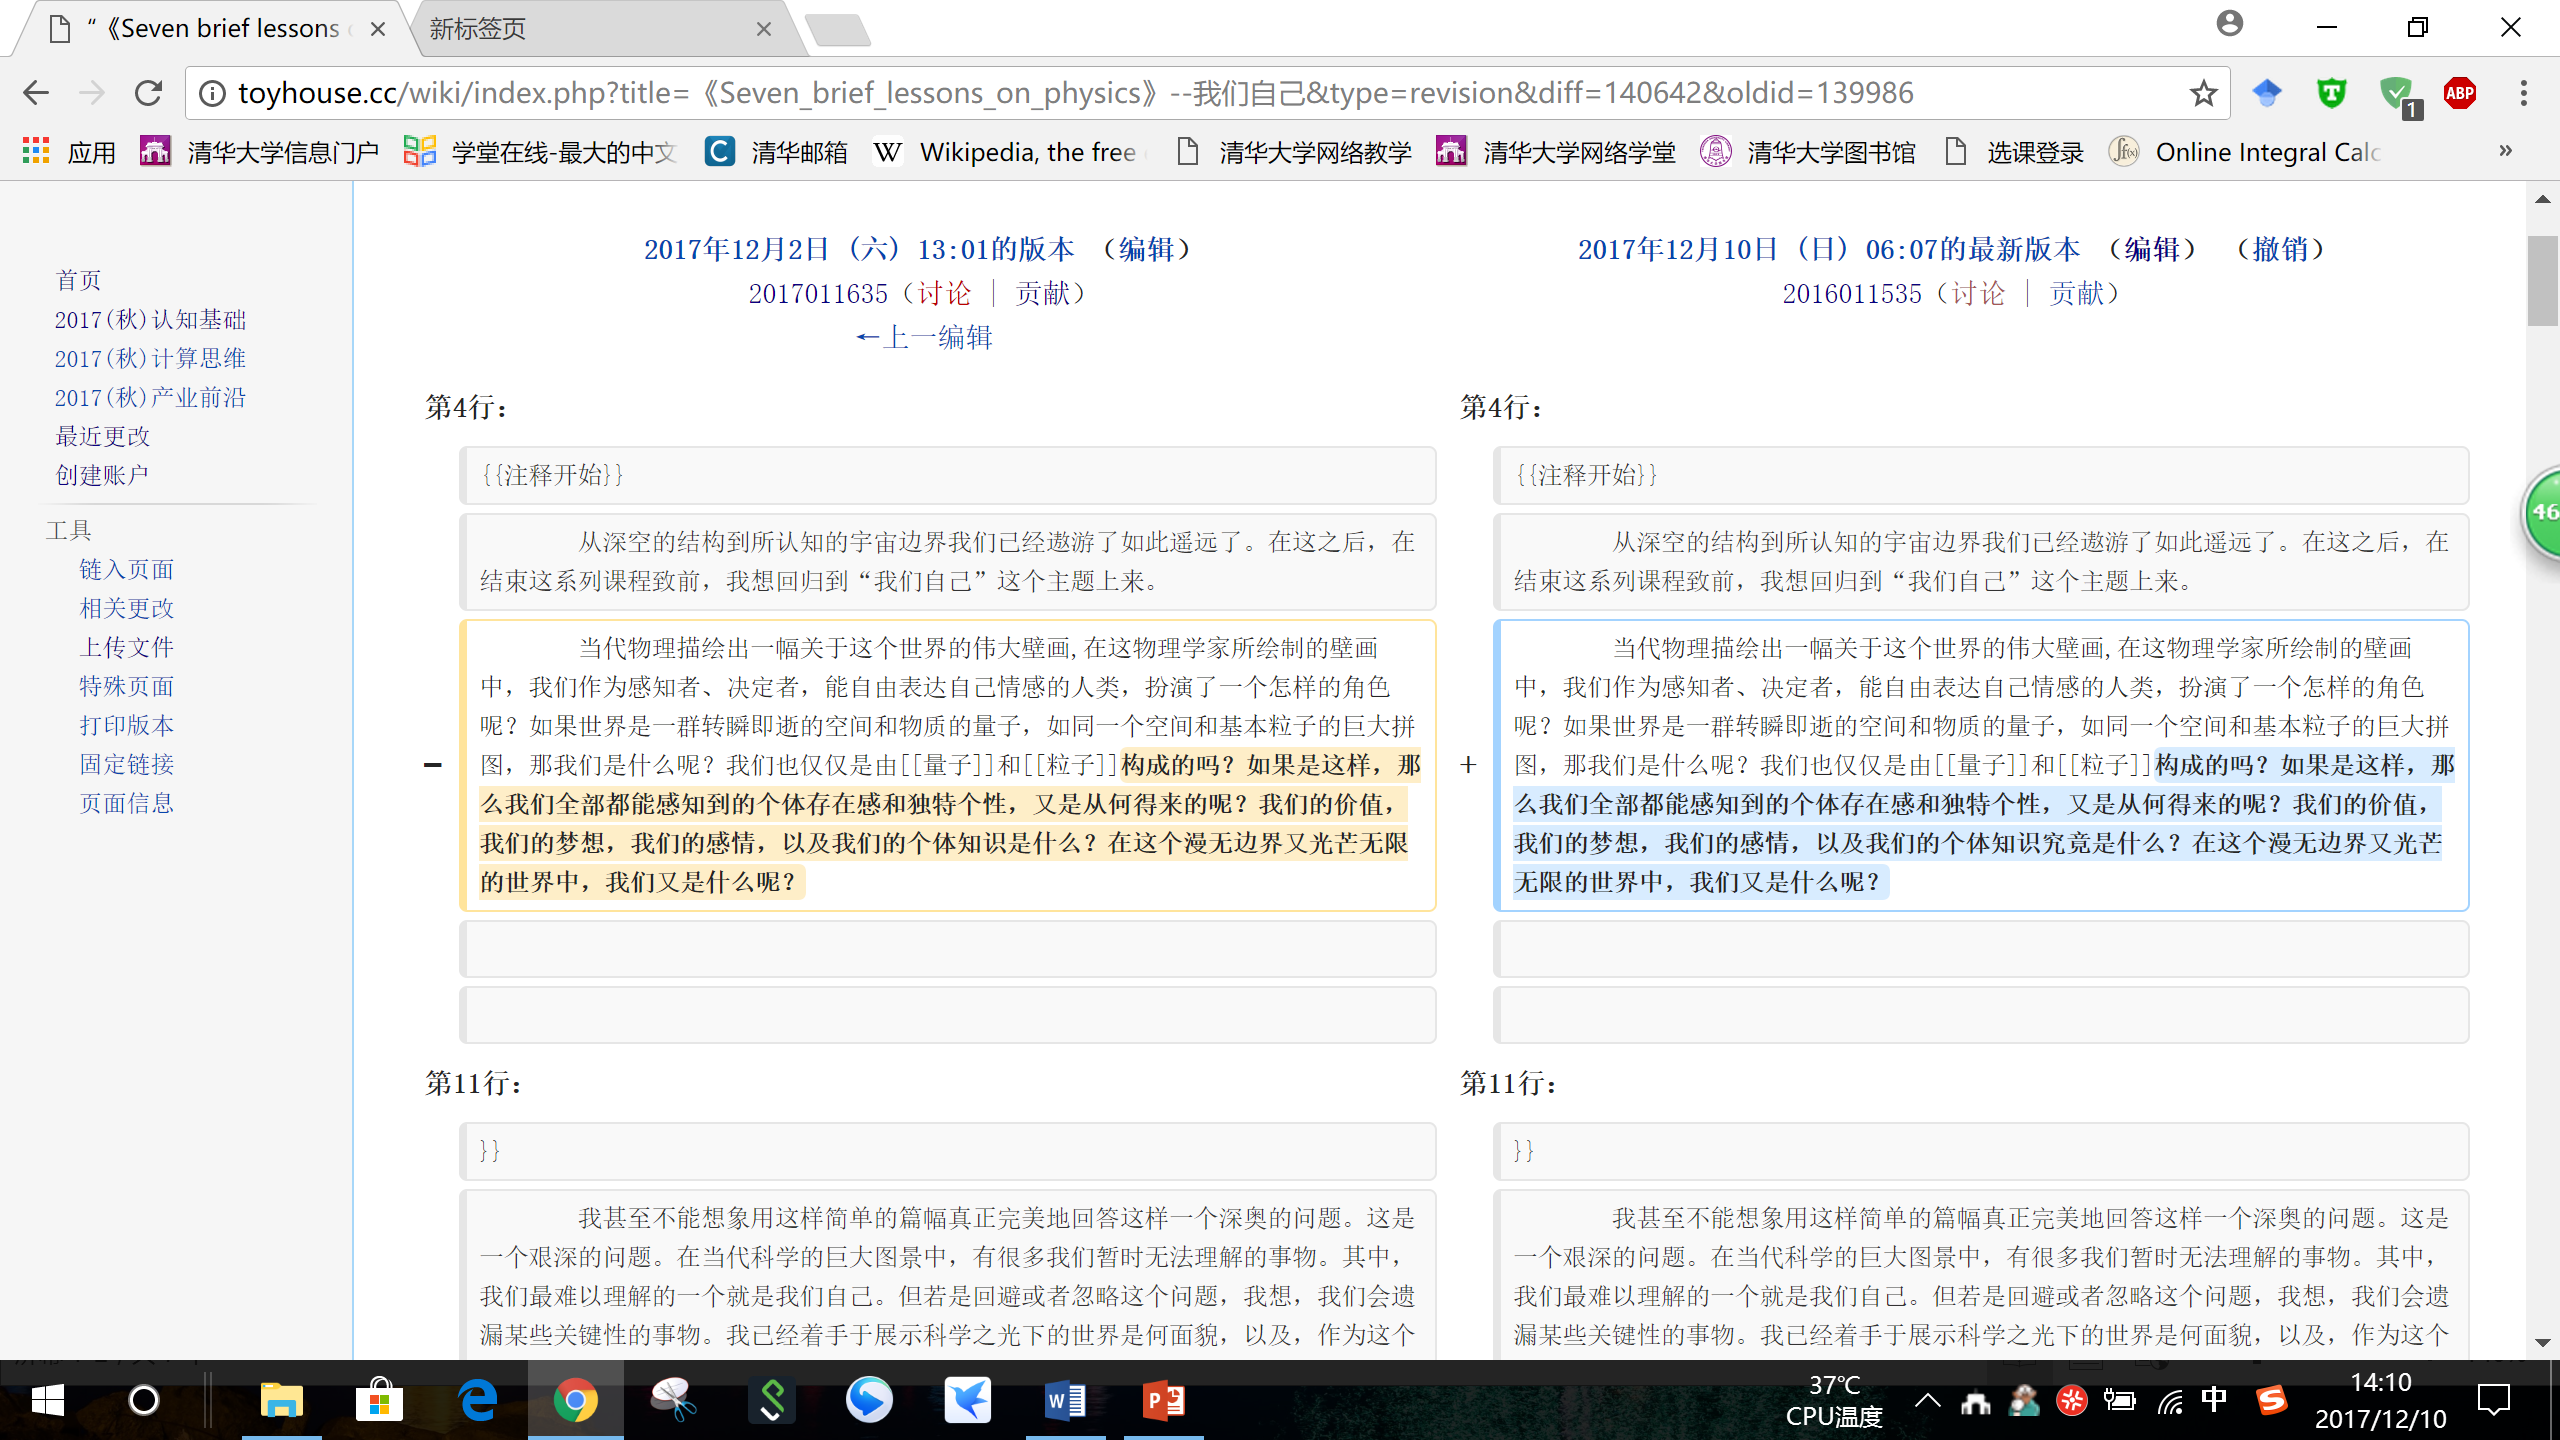 “《Seven brief lessons
新标签页
toyhouse.cc/wiki/index.php?title=《Seven_brief_lessons_on_physics》--我们自己&type=revision&diff=140642&oldid=139986
1
ABP
应用
清华大学信息门户
学堂在线-最大的中文
清华邮箱
Wikipedia, the free
清华大学网络教学
清华大学网络学堂
清华大学图书馆
选课登录
Online Integral Calc
»
首页
2017(秋)认知基础
2017(秋)计算思维
2017(秋)产业前沿
最近更改
创建账户
工具
链入页面
相关更改
上传文件
特殊页面
打印版本
固定链接
页面信息
2017年12月2日 (六) 13:01的版本 （编辑）
2017011635（讨论 | 贡献）
←上一编辑
第4行：
{{注释开始}}
从深空的结构到所认知的宇宙边界我们已经遨游了如此遥远了。在这之后，在
结束这系列课程致前，我想回归到“我们自己”这个主题上来。
−
当代物理描绘出一幅关于这个世界的伟大壁画,在这物理学家所绘制的壁画
中，我们作为感知者、决定者，能自由表达自己情感的人类，扮演了一个怎样的角色
呢？如果世界是一群转瞬即逝的空间和物质的量子，如同一个空间和基本粒子的巨大拼
图，那我们是什么呢？我们也仅仅是由[[量子]]和[[粒子]]构成的吗？如果是这样，那
么我们全部都能感知到的个体存在感和独特个性，又是从何得来的呢？我们的价值，
我们的梦想，我们的感情，以及我们的个体知识是什么？在这个漫无边界又光芒无限
的世界中，我们又是什么呢？
第11行：
}}
我甚至不能想象用这样简单的篇幅真正完美地回答这样一个深奥的问题。这是
一个艰深的问题。在当代科学的巨大图景中，有很多我们暂时无法理解的事物。其中，
我们最难以理解的一个就是我们自己。但若是回避或者忽略这个问题，我想，我们会遗
漏某些关键性的事物。我已经着手于展示科学之光下的世界是何面貌，以及，作为这个
2017年12月10日 (日) 06:07的最新版本 （编辑） （撤销）
2016011535（讨论 | 贡献）
第4行：
{{注释开始}}
从深空的结构到所认知的宇宙边界我们已经遨游了如此遥远了。在这之后，在
结束这系列课程致前，我想回归到“我们自己”这个主题上来。
+
当代物理描绘出一幅关于这个世界的伟大壁画,在这物理学家所绘制的壁画
中，我们作为感知者、决定者，能自由表达自己情感的人类，扮演了一个怎样的角色
呢？如果世界是一群转瞬即逝的空间和物质的量子，如同一个空间和基本粒子的巨大拼
图，那我们是什么呢？我们也仅仅是由[[量子]]和[[粒子]]构成的吗？如果是这样，那
么我们全部都能感知到的个体存在感和独特个性，又是从何得来的呢？我们的价值，
我们的梦想，我们的感情，以及我们的个体知识究竟是什么？在这个漫无边界又光芒
无限的世界中，我们又是什么呢？
第11行：
}}
我甚至不能想象用这样简单的篇幅真正完美地回答这样一个深奥的问题。这是
一个艰深的问题。在当代科学的巨大图景中，有很多我们暂时无法理解的事物。其中，
我们最难以理解的一个就是我们自己。但若是回避或者忽略这个问题，我想，我们会遗
漏某些关键性的事物。我已经着手于展示科学之光下的世界是何面貌，以及，作为这个
46
37℃
CPU温度
中
14:10
2017/12/10